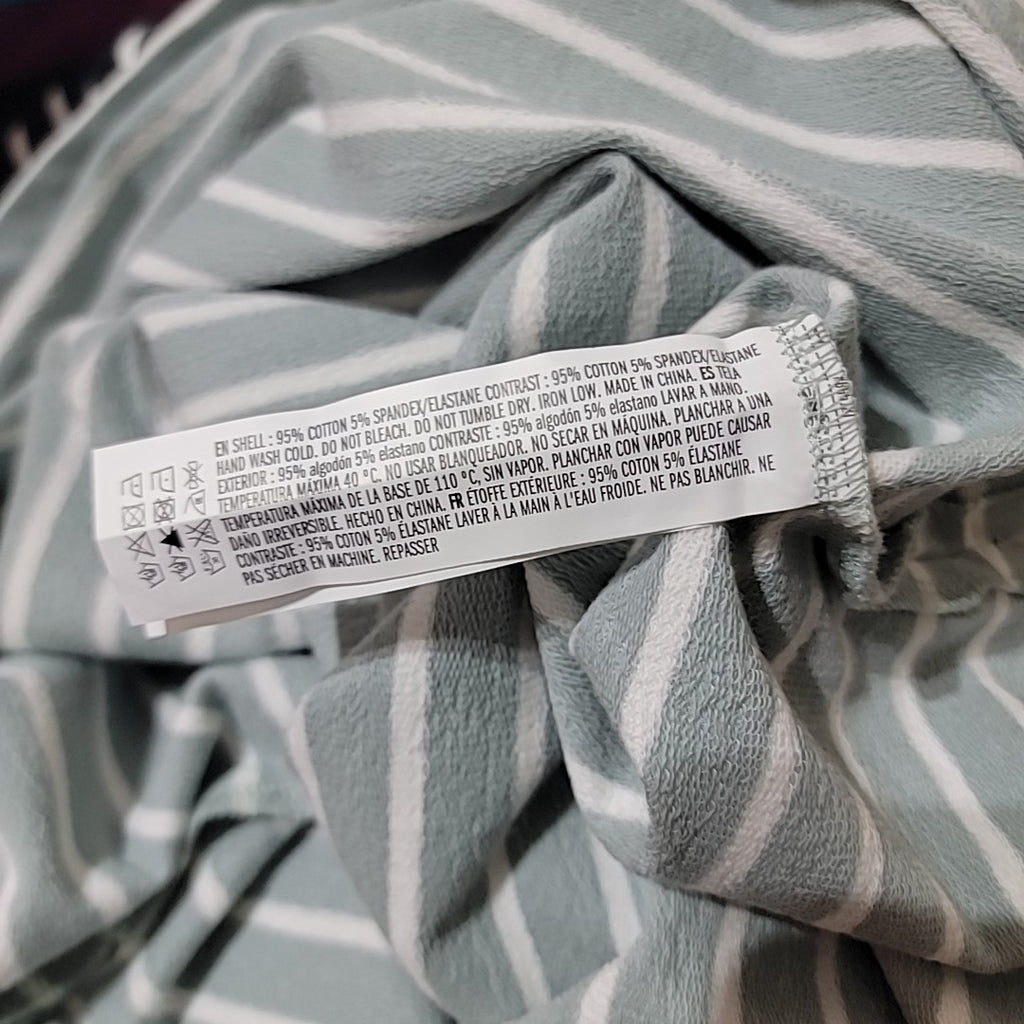 EN SHELL : 95% COTTON 5% SPANDEX/ELASTANE CONTRAST : 95% COTTON 5% SPANDEX/ELASTANE
HAND WASH COLD. DO NOT BLEACH. DO NOT TUMBLE DRY. IRON LOW. MADE IN CHINA. ES TELA
EXTERIOR : 95% algodón 5% elastano CONTRASTE : 95% algodón 5% elastano LAVAR A MANO.
TEMPERATURA MÁXIMA 40 °C. NO USAR BLANQUEADOR. NO SECAR EN MÁQUINA. PLANCHAR A UNA
TEMPERATURA MÁXIMA DE LA BASE DE 110 °C, SIN VAPOR. PLANCHAR CON VAPOR PUEDE CAUSAR
DAÑO IRREVERSIBLE. HECHO EN CHINA. FR ÉTOFFE EXTÉRIEURE : 95% COTON 5% ÉLASTANE
CONTRASTE : 95% COTON 5% ÉLASTANE LAVER À LA MAIN À L'EAU FROIDE. NE PAS BLANCHIR. NE
PAS SÉCHER EN MACHINE. REPASSER